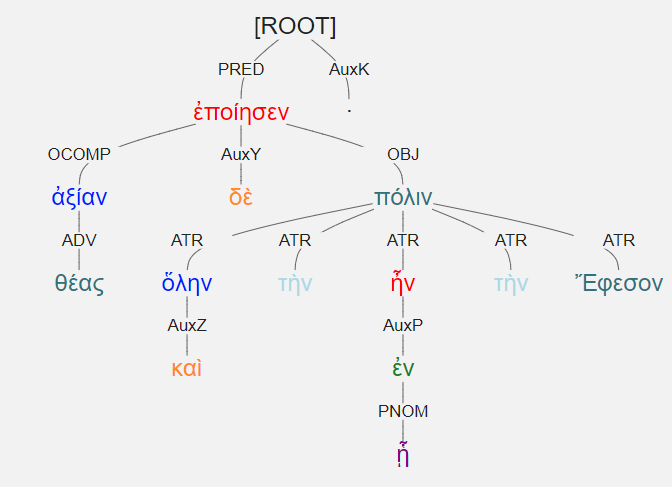 [ROOT]
PRED AuxK
ἐποίησεν .
OCOMP AuxY OBJ
ἀξίαν δὲ πόλιν
ADV ATR ATR ATR ATR ATR
θέας ὅλην τὴν ἦν τὴν Ἔφεσον
AuxZ AuxP
καὶ ἐν
PNOM
ᾗ